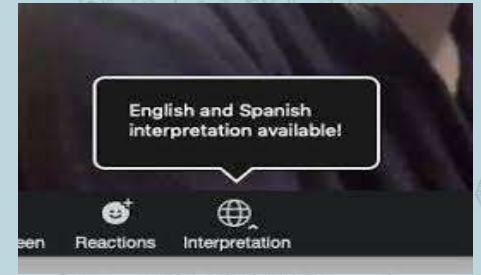 English and Spanish
interpretation available!
een Reactions Interpretation